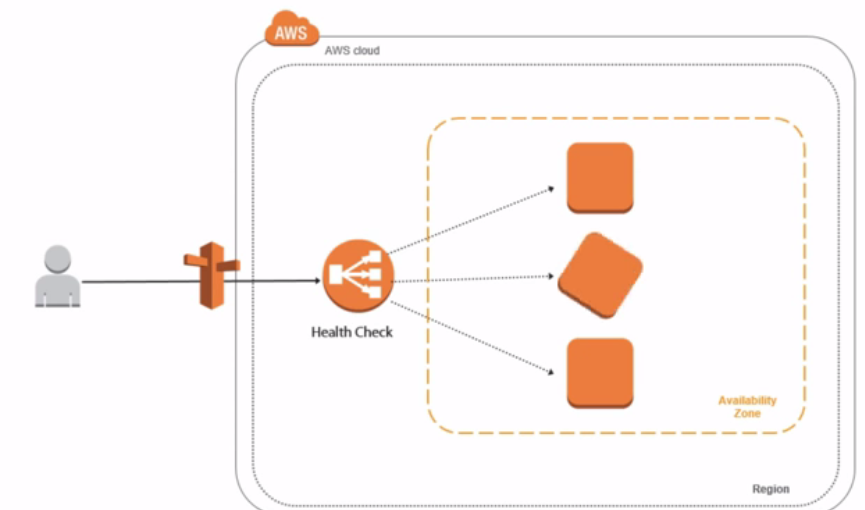 AWS
AWS cloud
Health Check
Availability
Zone
Region